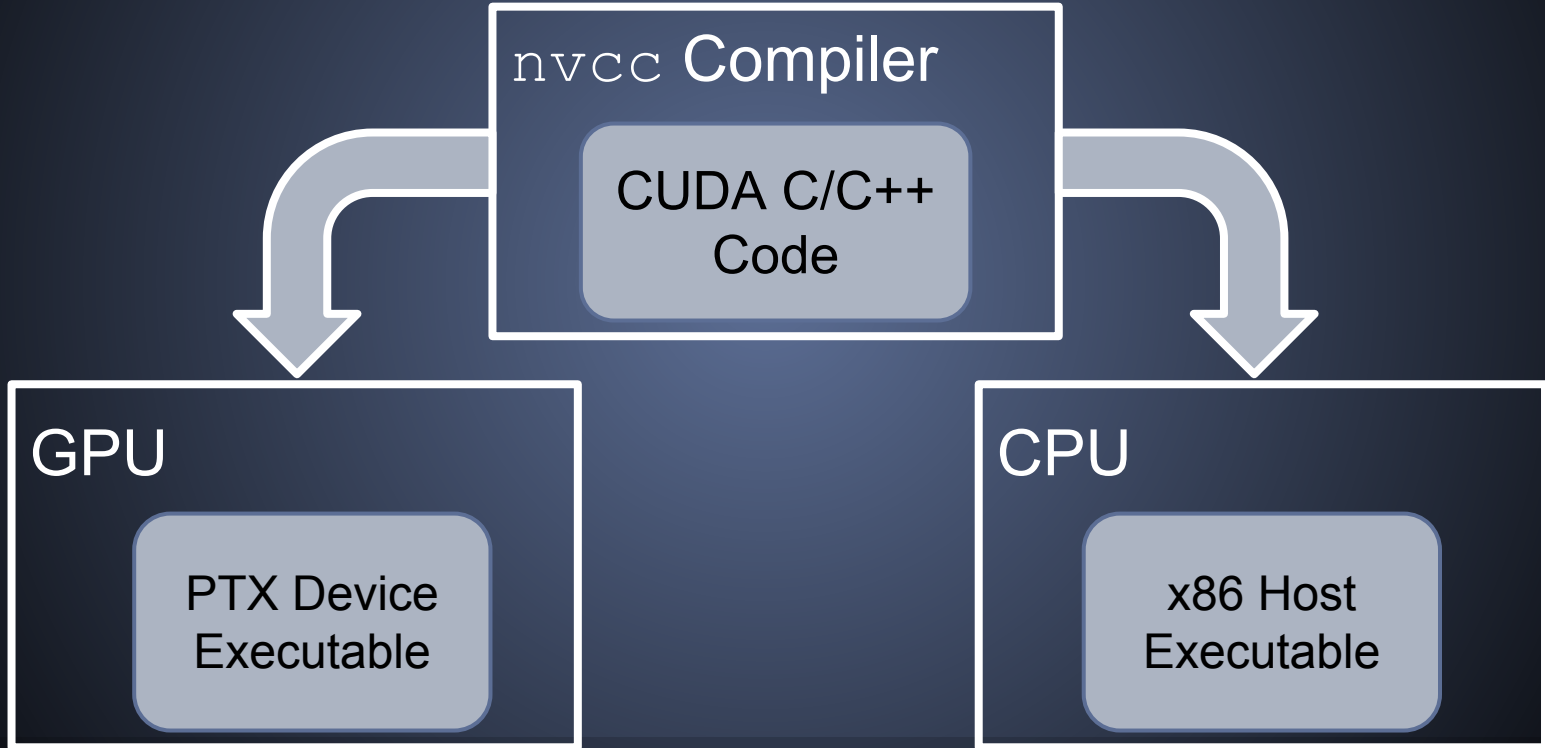 nvcc Compiler
CUDA C/C++
Code
GPU
CPU
PTX Device
Executable
x86 Host
Executable